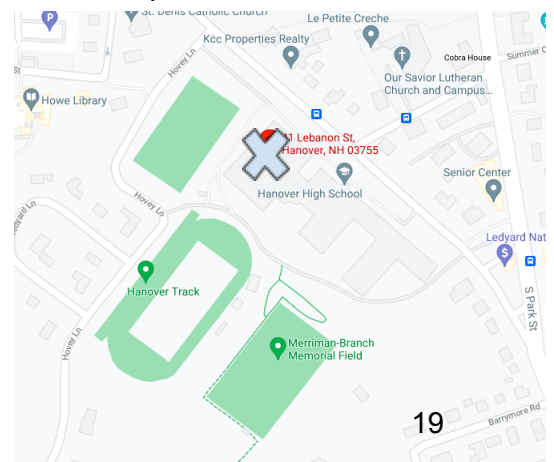 St. Denis Catholic Church
Le Petite Creche
Kcc Properties Realty
Cobra House
Summer C
Hovey Ln
Our Savior Lutheran
Church and Campus...
P
St
Howe Library
1 Lebanon St,
Hanover, NH 03755
Hanover High School
Senior Center
Hovey Ln
edyard Ln
Ledyard Nat
$
S Park St
Hanover Track
Hovey Ln
Merriman-Branch
Memorial Field
19
Barrymore Rd